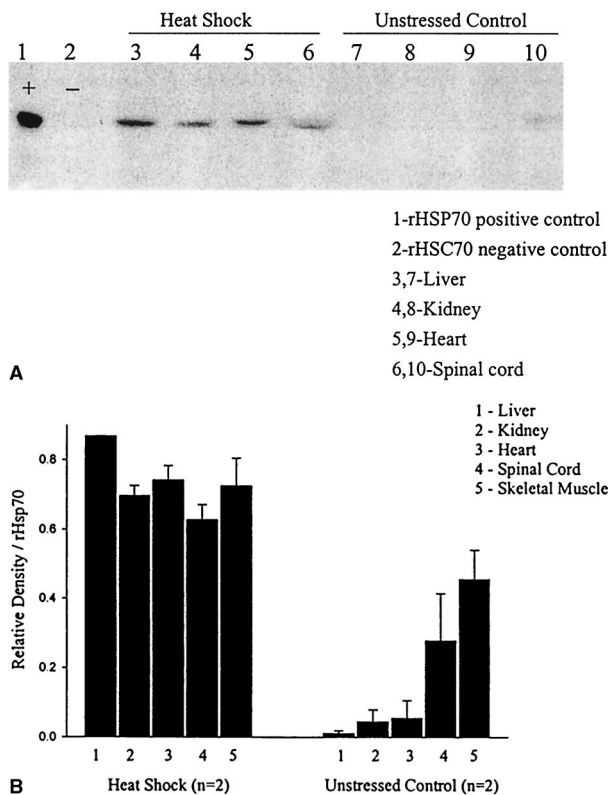 Heat Shock Unstressed Control
1 2 3 4 5 6 7 8 9 10
+ −
1-rHSP70 positive control
2-rHSC70 negative control
3,7-Liver
4,8-Kidney
5,9-Heart
6,10-Spinal cord
A
1 - Liver
2 - Kidney
3 - Heart
4 - Spinal Cord
5 - Skeletal Muscle
Relative Density / rHsp70
0.8
0.6
0.4
0.2
0.0
1 2 3 4 5 1 2 3 4 5
Heat Shock (n=2) Unstressed Control (n=2)
B